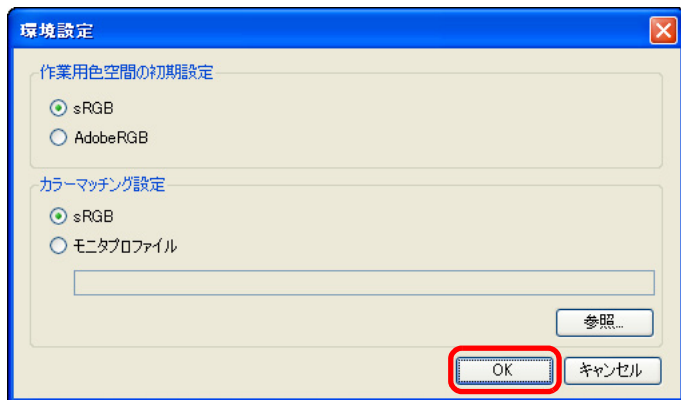 環境設定
作業用色空間の初期設定
sRGB
AdobeRGB
カラーマッチング設定
sRGB
モニタプロファイル
参照...
OK
キャンセル